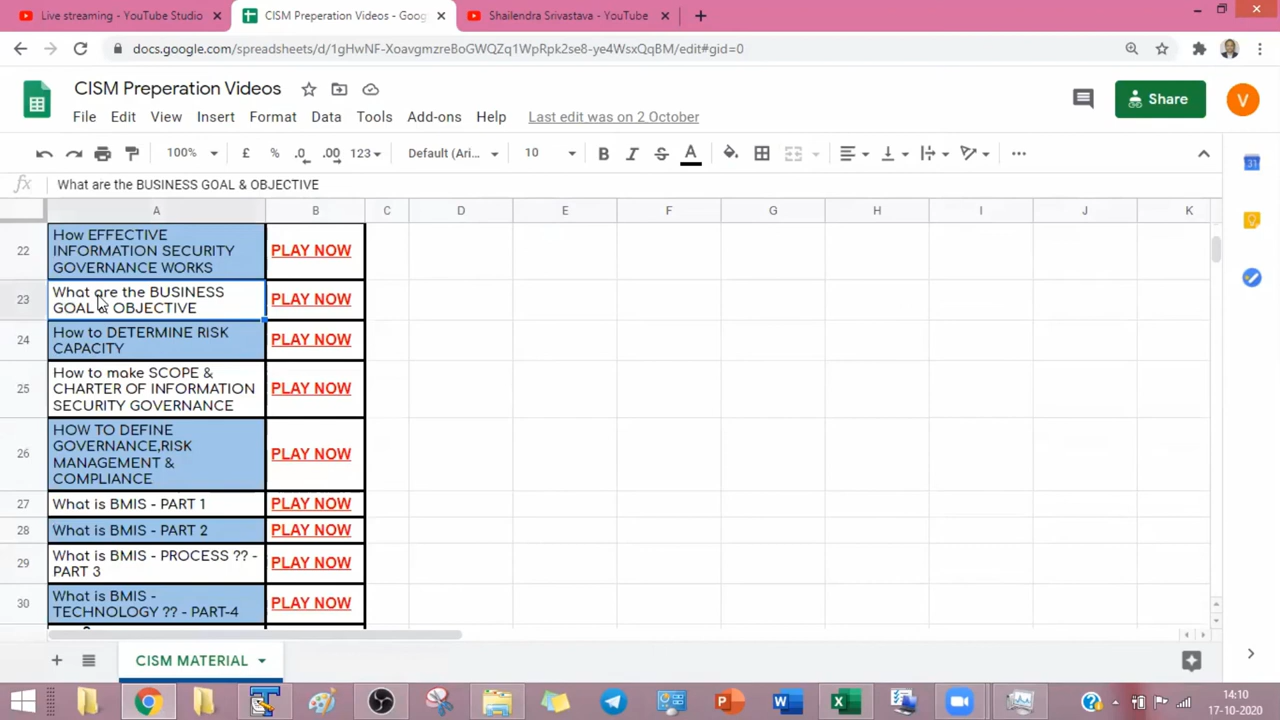 Live streaming - YouTube Studio
CISM Preperation Videos - Goog
Shailendra Srivastava - YouTube
docs.google.com/spreadsheets/d/1gHwNF-XoavgmzreBoGWQZq1WpRpk2se8-ye4WsxQqBM/edit#gid=0
CISM Preperation Videos
Share
V
File Edit View Insert Format Data Tools Add-ons Help Last edit was on 2 October
100% £ % .0 .00 123 Default (Ari... 10 B I S A
fx What are the BUSINESS GOAL & OBJECTIVE
A B C D E F G H I J K
22
How EFFECTIVE
INFORMATION SECURITY
GOVERNANCE WORKS
PLAY NOW
23
What are the BUSINESS
GOAL & OBJECTIVE
PLAY NOW
24
How to DETERMINE RISK
CAPACITY
PLAY NOW
25
How to make SCOPE &
CHARTER OF INFORMATION
SECURITY GOVERNANCE
PLAY NOW
26
HOW TO DEFINE
GOVERNANCE,RISK
MANAGEMENT &
COMPLIANCE
PLAY NOW
27 What is BMIS - PART 1 PLAY NOW
28 What is BMIS - PART 2 PLAY NOW
29
What is BMIS - PROCESS ?? -
PART 3
PLAY NOW
30
What is BMIS -
TECHNOLOGY ?? - PART-4
PLAY NOW
CISM MATERIAL
31
14:10
17-10-2020